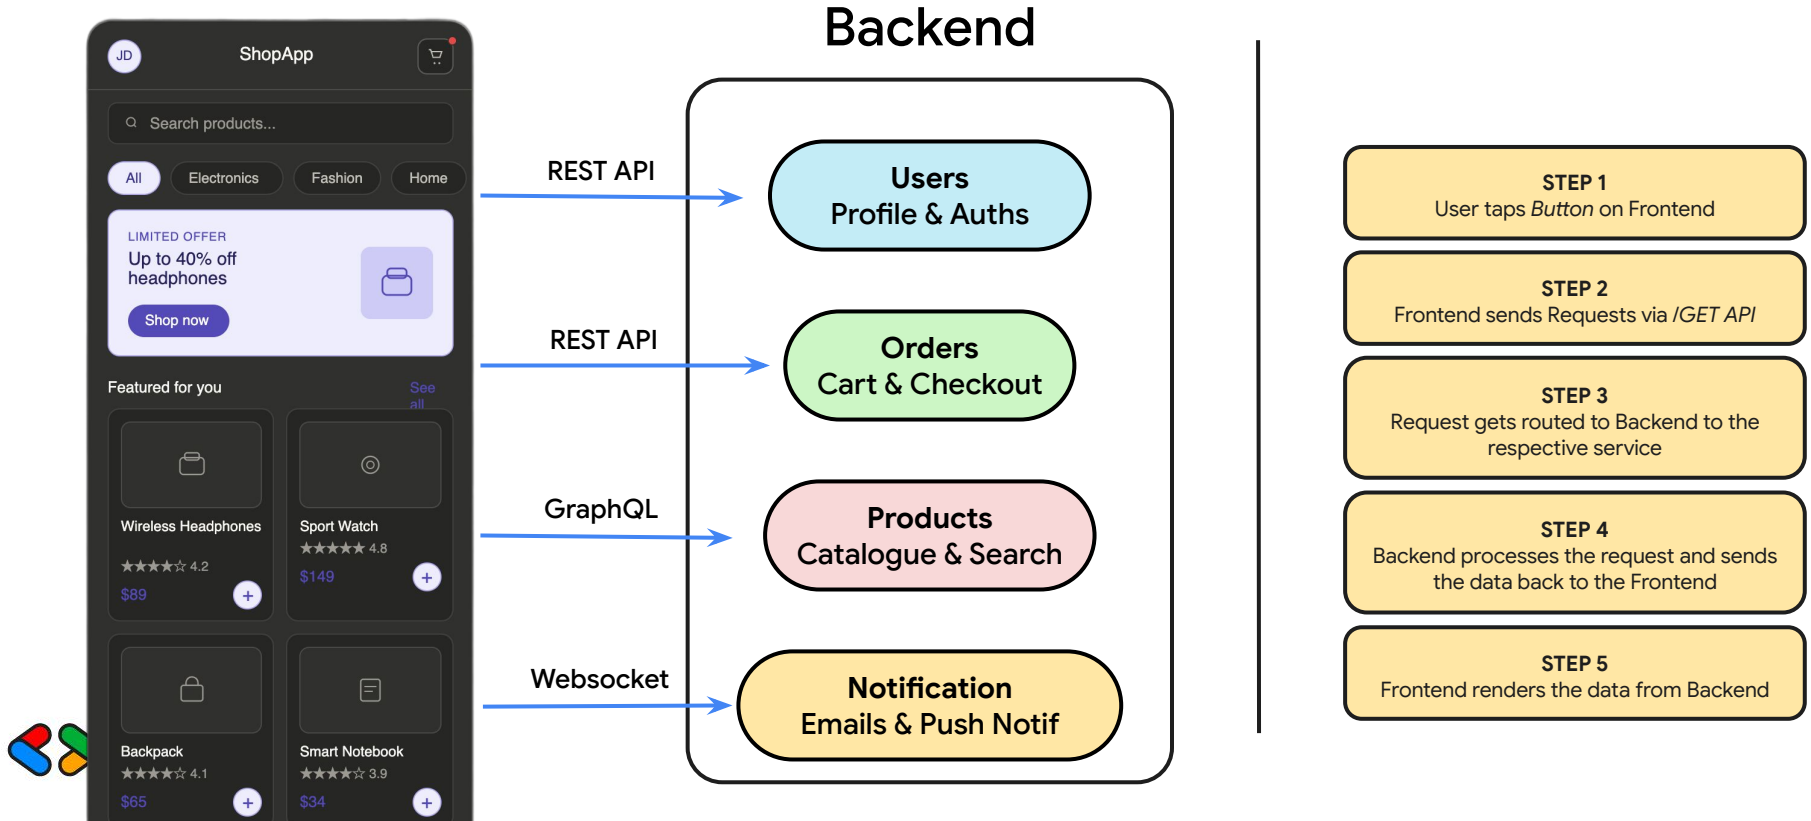 JD
ShopApp
Search products...
All
Electronics
Fashion
Home
LIMITED OFFER
Up to 40% off
headphones
Shop now
Featured for you
See
all
Wireless Headphones
★★★★☆ 4.2
$89
+
Sport Watch
★★★★★ 4.8
$149
+
Backpack
★★★★☆ 4.1
$65
+
Smart Notebook
★★★★☆ 3.9
$34
+
Backend
REST API
Users
Profile & Auths
REST API
Orders
Cart & Checkout
GraphQL
Products
Catalogue & Search
Websocket
Notification
Emails & Push Notif
STEP 1
User taps Button on Frontend
STEP 2
Frontend sends Requests via /GET API
STEP 3
Request gets routed to Backend to the
respective service
STEP 4
Backend processes the request and sends
the data back to the Frontend
STEP 5
Frontend renders the data from Backend